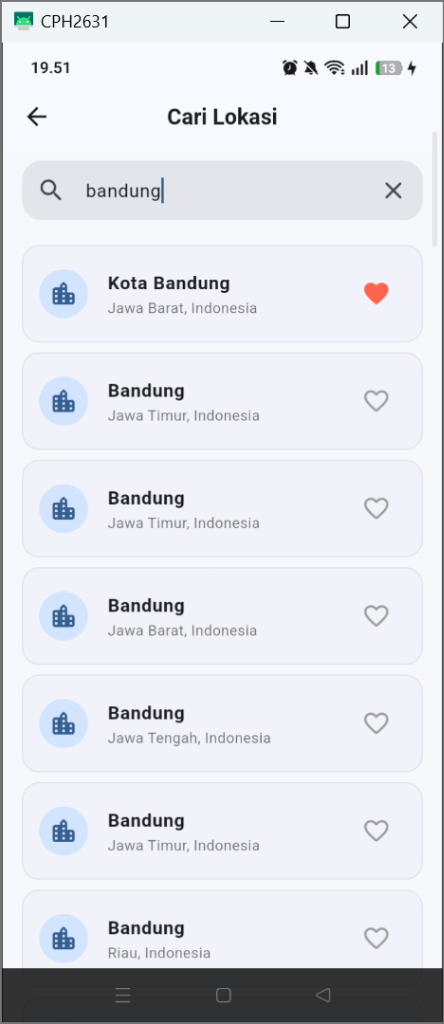 CPH2631
19.51
13
Cari Lokasi
bandung
Kota Bandung
Jawa Barat, Indonesia
Bandung
Jawa Timur, Indonesia
Bandung
Jawa Timur, Indonesia
Bandung
Jawa Barat, Indonesia
Bandung
Jawa Tengah, Indonesia
Bandung
Jawa Timur, Indonesia
Bandung
Riau, Indonesia